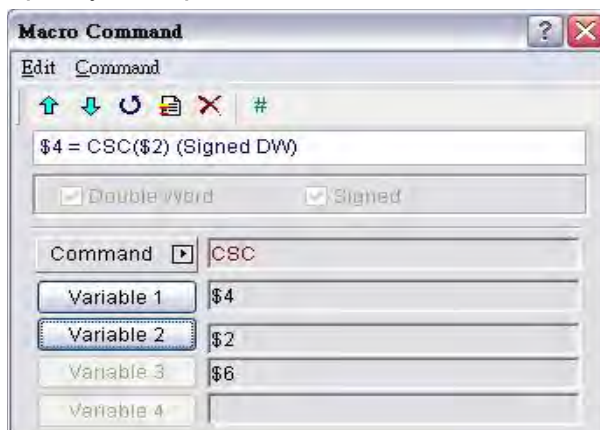 Macro Command
Edit Command
#
$4 = CSC($2) (Signed DW)
Double Word Signed
Command CSC
Variable 1 $4
Variable 2 $2
Variable 3 $6
Variable 4